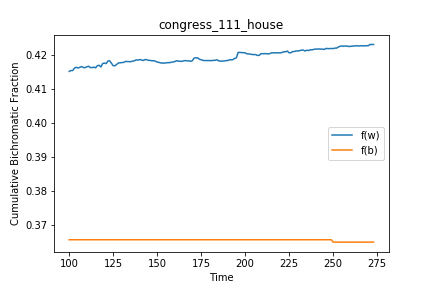 congress_111_house
Cumulative Bichromatic Fraction
0.42
0.41
0.40
0.39
0.38
0.37
f(w)
f(b)
100 125 150 175 200 225 250 275
Time